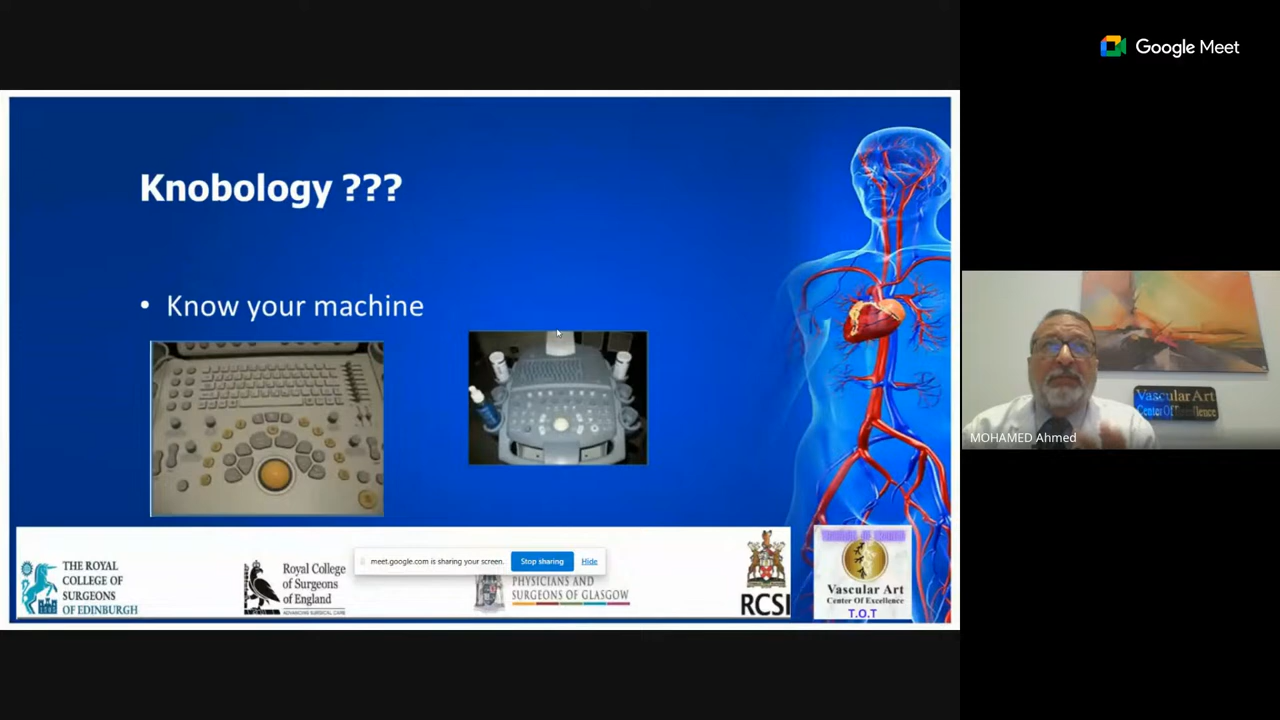 Google Meet
Knobology ???
• Know your machine
THE ROYAL
COLLEGE OF
SURGEONS
OF EDINBURGH
Royal College
of Surgeons
of England
ADVANCING SURGICAL CARE
meet.google.com is sharing your screen.
Stop sharing
Hide
PHYSICIANS AND
SURGEONS OF GLASGOW
RCSI
Vascular Art
Center Of Excellence
T.O.T
Vascular Art
Center Of Excellence
MOHAMED Ahmed